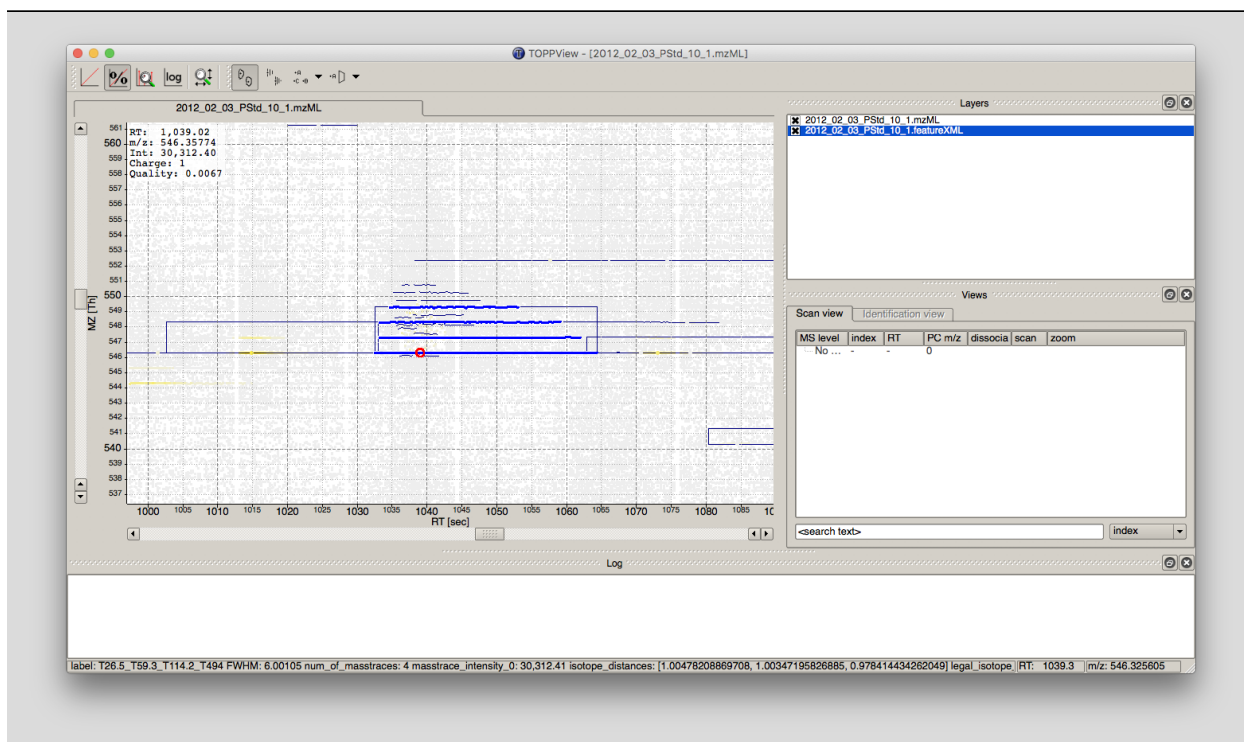 TOPPView - [2012_02_03_PStd_10_1.mzML]
% log
2012_02_03_PStd_10_1.mzML
RT: 1,039.02
m/z: 546.35774
Int: 30,312.40
Charge: 1
Quality: 0.0067
561
560
559
558
557
556
555
554
553
552
551
550
549
548
547
546
545
544
543
542
541
540
539
538
537
MZ [Th]
1000 1005 1010 1015 1020 1025 1030 1035 1040 1045 1050 1055 1060 1065 1070 1075 1080 1085 10
RT [sec]
Layers
2012_02_03_PStd_10_1.mzML
2012_02_03_PStd_10_1.featureXML
Views
Scan view Identification view
MS level index RT PC m/z dissocia scan zoom
No ... - - 0
<search text> index
Log
label: T26.5_T59.3_T114.2_T494 FWHM: 6.00105 num_of_masstraces: 4 masstrace_intensity_0: 30,312.41 isotope_distances: [1.00478208869708, 1.00347195826885, 0.978414434262049] legal_isotope_ RT: 1039.3 m/z: 546.325605